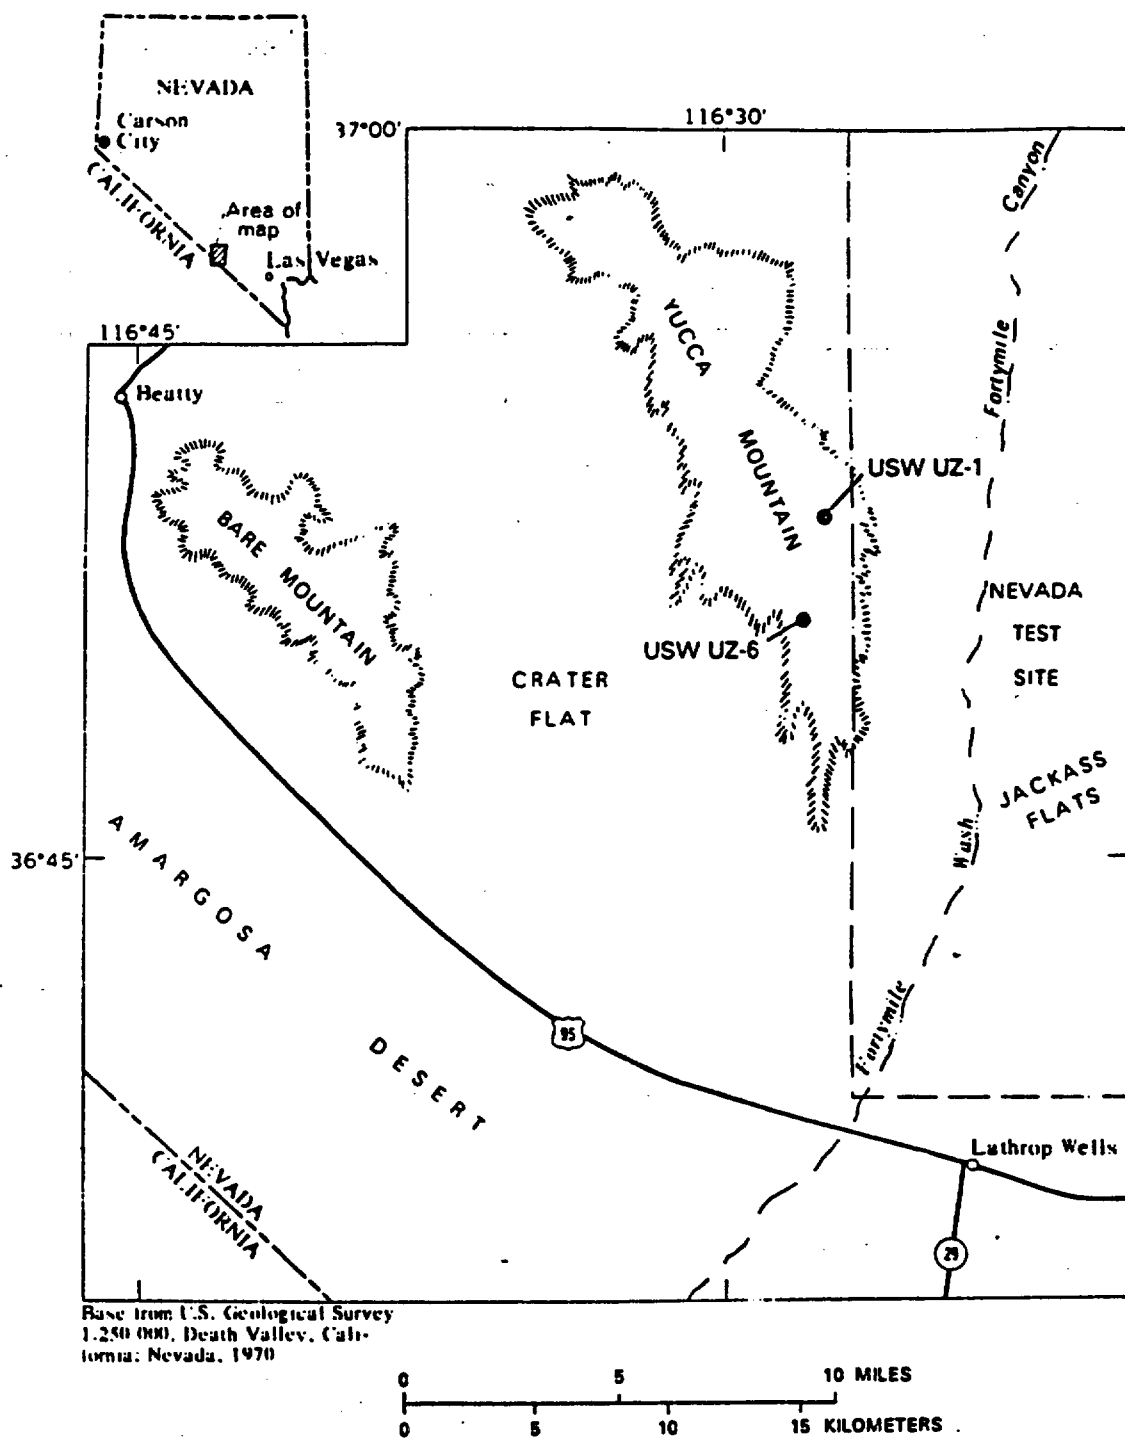 NEVADA
Carson
City
CALIFORNIA
Area of
map
Las Vegas
116°45'
37°00'
116°30'
Canyon
Fortymile
YUCCA
MOUNTAIN
USW UZ-1
Beatty
BARE
MOUNTAIN
NEVADA
TEST
SITE
USW UZ-6
CRATER
FLAT
JACKASS
FLATS
Wash
Fortymile
36°45'
AMARGOSA
DESERT
95
NEVADA
CALIFORNIA
Lathrop Wells
29
Base from U.S. Geological Survey
1:250 000, Death Valley, Cali-
fornia; Nevada, 1970
0 5 10 MILES
0 5 10 15 KILOMETERS